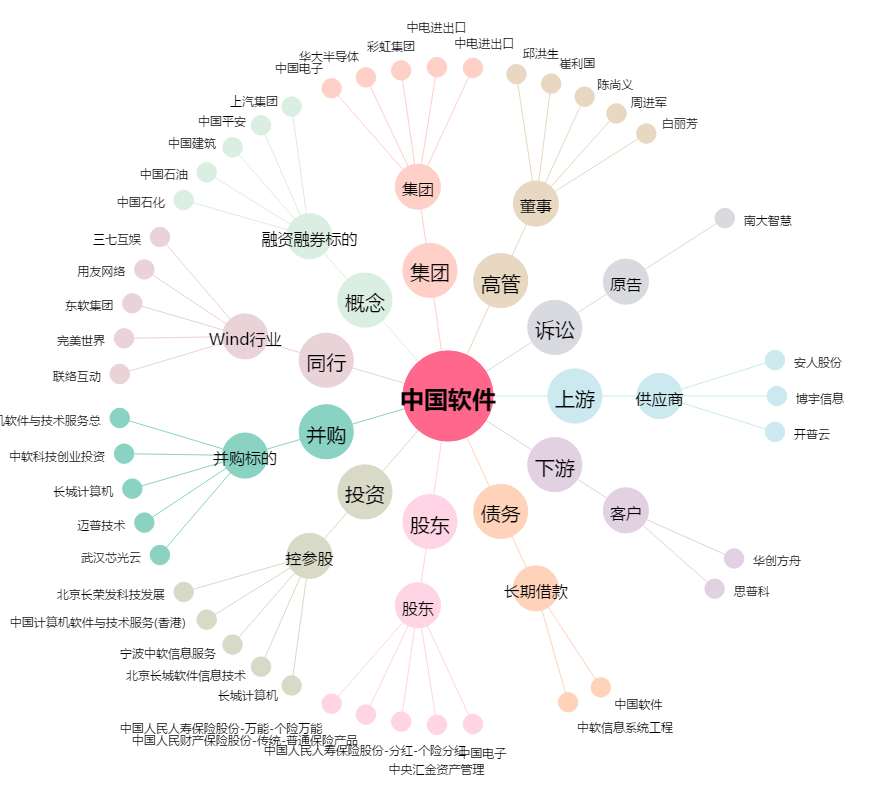 中电进出口
中电进出口
彩虹集团
华大半导体
中国电子
邱洪生
崔利国
陈尚义
周进军
白丽芳
上汽集团
中国平安
中国建筑
中国石油
中国石化
集团
董事
南大智慧
融资融券标的
三七互娱
用友网络
东软集团
完美世界
联络互动
集团
高管
原告
概念
诉讼
Wind行业
同行
中国软件
上游
供应商
安人股份
博宇信息
开普云
机软件与技术服务总
中软科技创业投资
长城计算机
迈普技术
武汉芯光云
并购
并购标的
下游
投资
股东
债务
客户
控参股
华创方舟
思普科
长期借款
股东
北京长荣发科技发展
中国计算机软件与技术服务(香港)
宁波中软信息服务
北京长城软件信息技术
长城计算机
中国软件
中软信息系统工程
中国人民人寿保险股份-万能-个险万能
中国人民财产保险股份-传统-普通保险产品
中国人民人寿保险股份-分红-个险分红
中国电子
中央汇金资产管理